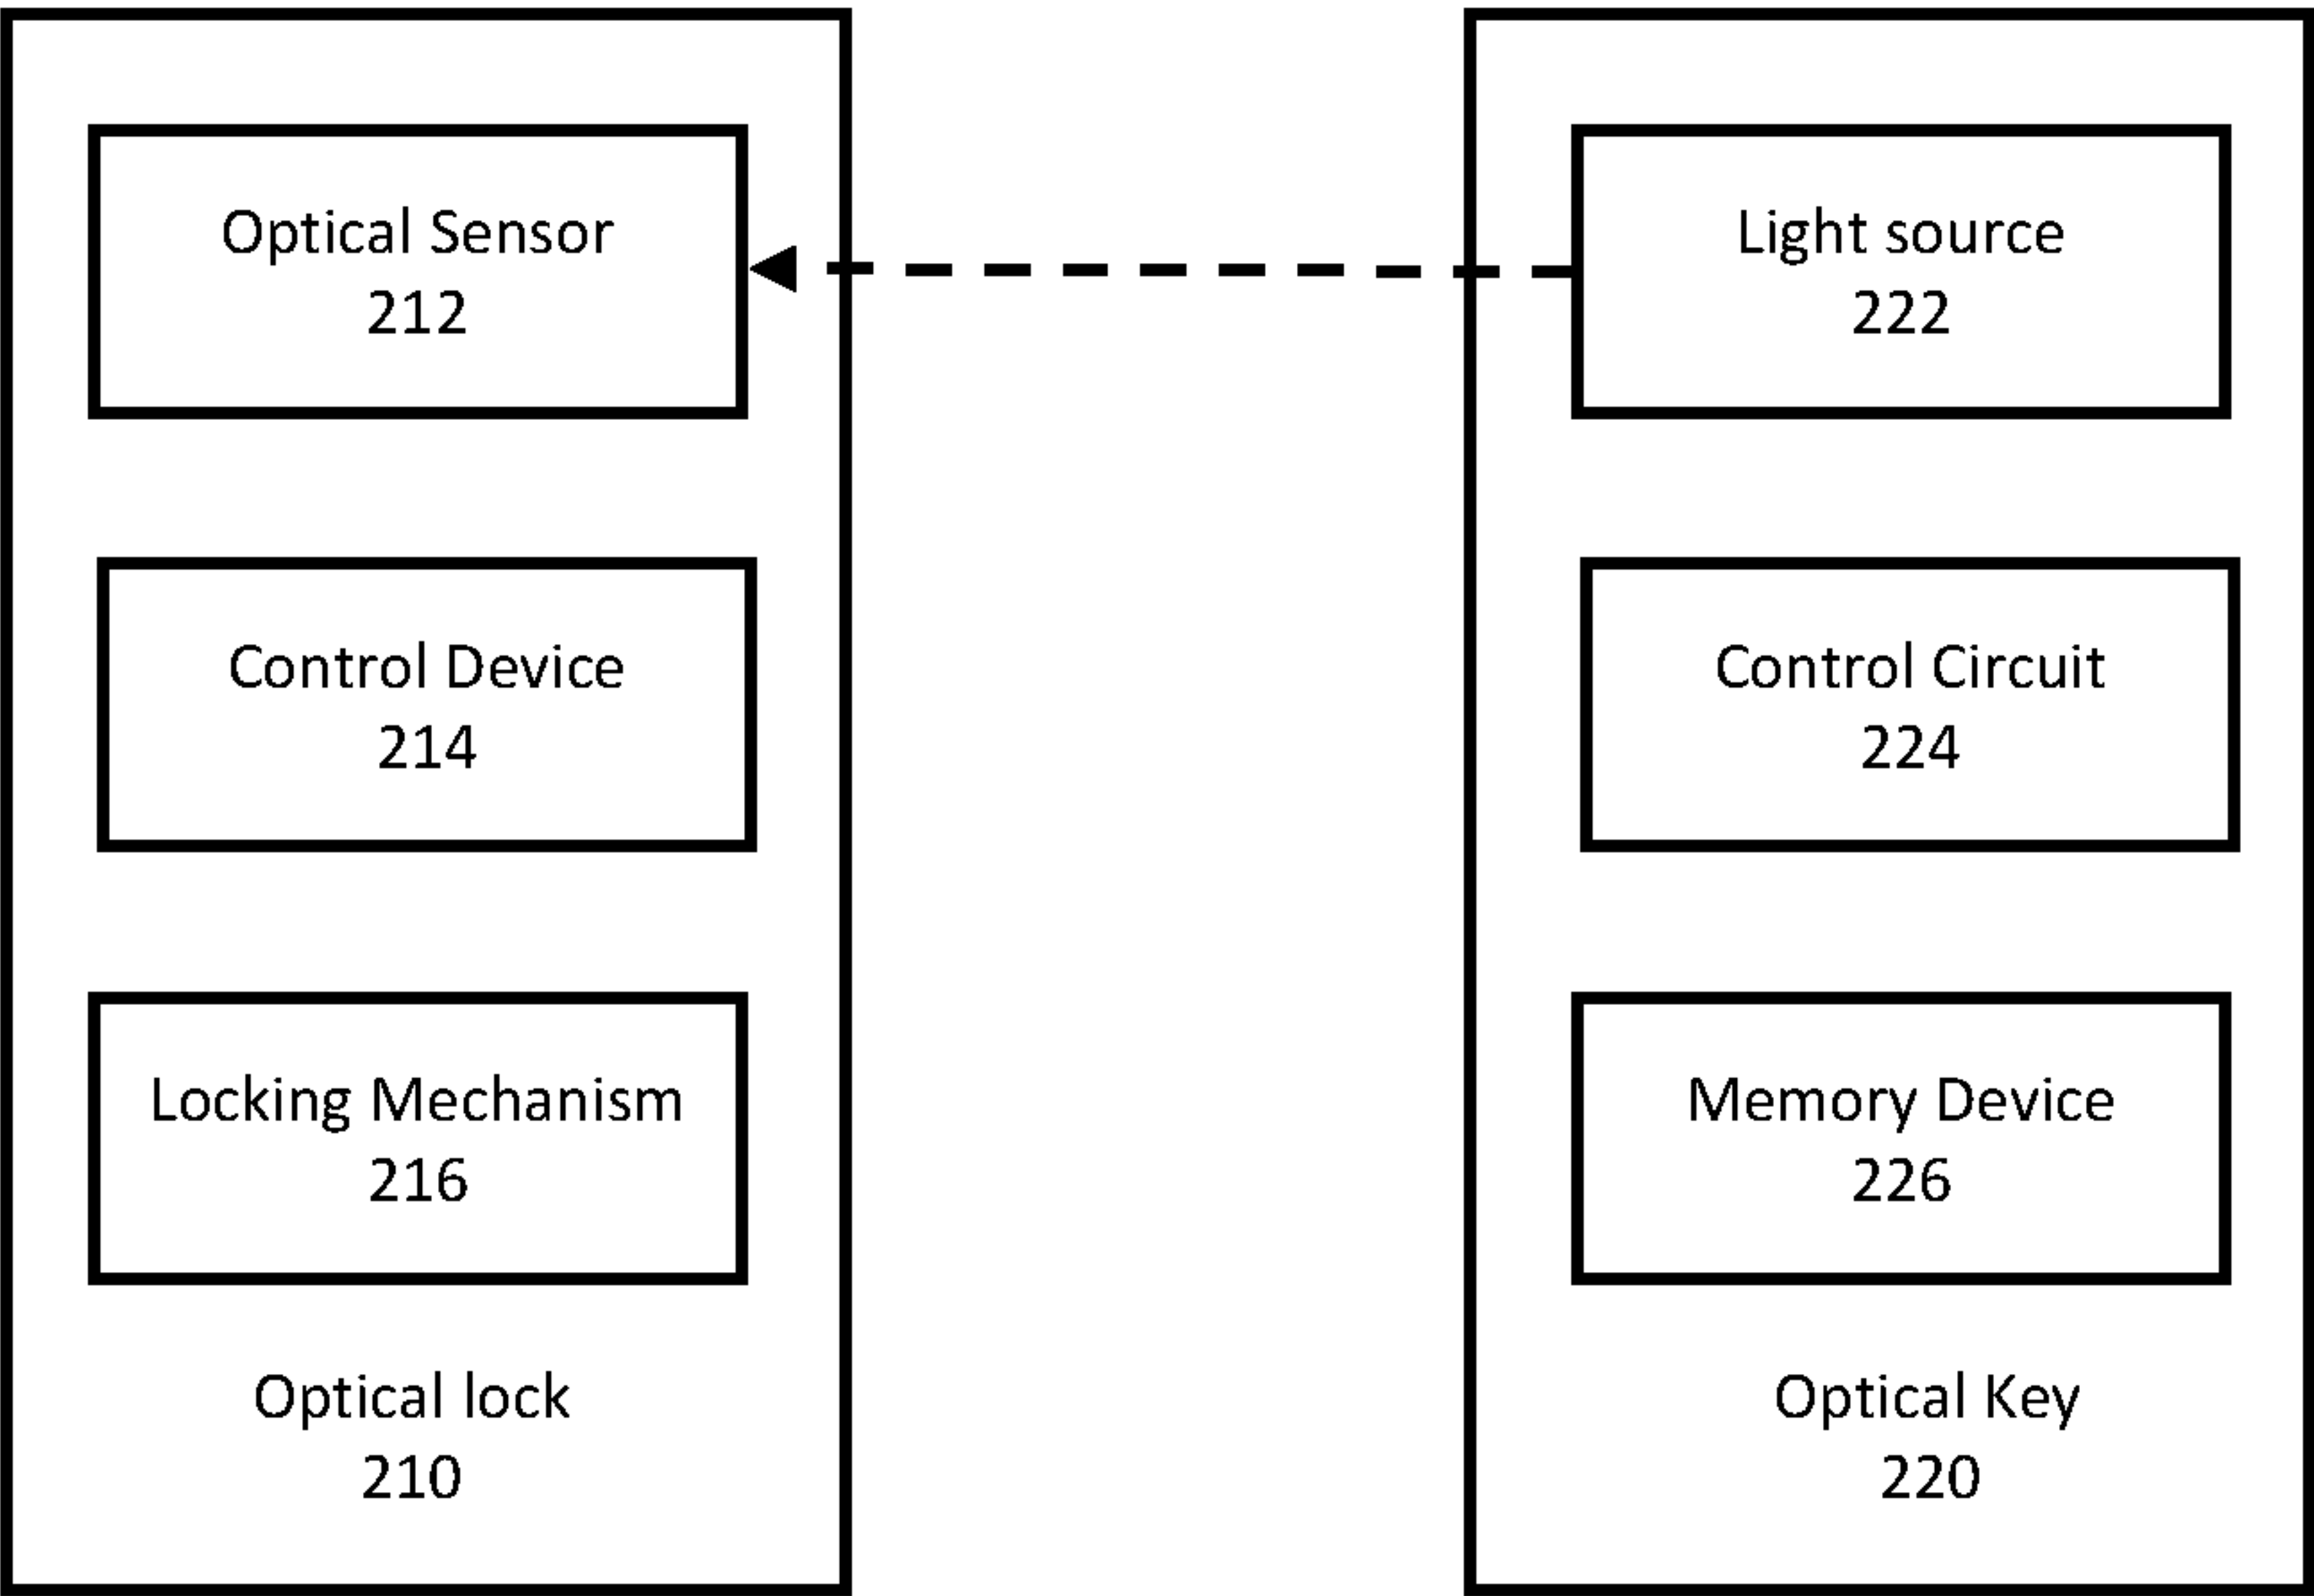 Optical Sensor
212
Control Device
214
Locking Mechanism
216
Optical lock
210
Light source
222
Control Circuit
224
Memory Device
226
Optical Key
220